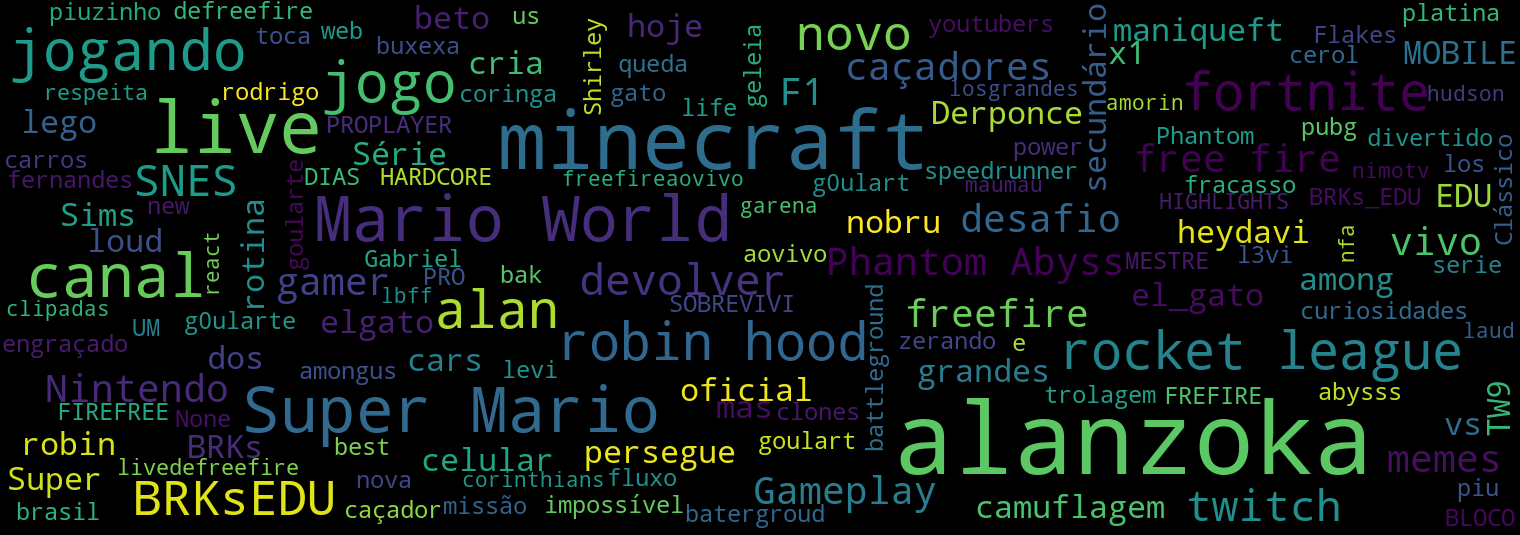 piuzinho defreefire beto us hoje novo youtubers secundário maniqueft platina
jogando toca web buxexa Shirley geleia caçadores x1 Flakes cerol MOBILE
respeita rodrigo jogo cria coringa queda gato life F1 losgrandes amorin fortnite hudson
lego live PROPLAYER minecraft Derponce Phantom pubg divertido
carros Série power free fire los Clássico
fernandes SNES goularte DIAS HARDCORE freefireaovivo g0ulart speedrunner maumau fracasso nimotv
Sims new rotina Mario World garena nobru desafio HIGHLIGHTS BRKs_EDU EDU
loud react Gabriel aovivo heydavi nfa vivo
canal gamer PRO bak devolver Phantom Abyss MESTRE l3vi serie
clipadas lbff alan SOBREVIVI battleground el_gato among
UM g0ularte elgato robin hood freefire curiosidades
engraçado dos cars zerando e rocket league laud
Nintendo amongus levi oficial grandes trolagem FREFIRE abysss TW9
FIREFREE None Super Mario mas clones alanzoka vs
robin BRKs best persegue goulart memes
Super livedefreefire nova celular corinthians fluxo Gameplay piu
brasil BRKsEDU caçador missão impossível batergroud camuflagem twitch BLOCO